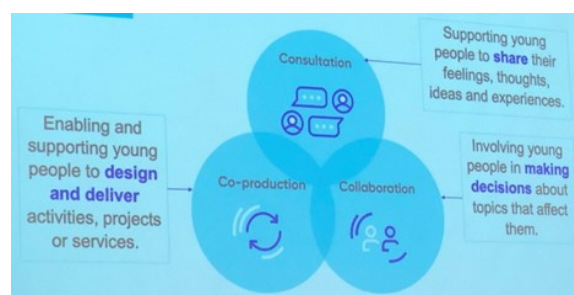 Consultation
Supporting young
people to share their
feelings, thoughts,
ideas and experiences.
Enabling and
supporting young
people to design
and deliver
activities, projects
or services.
Co-production
Collaboration
Involving young
people in making
decisions about
topics that affect
them.